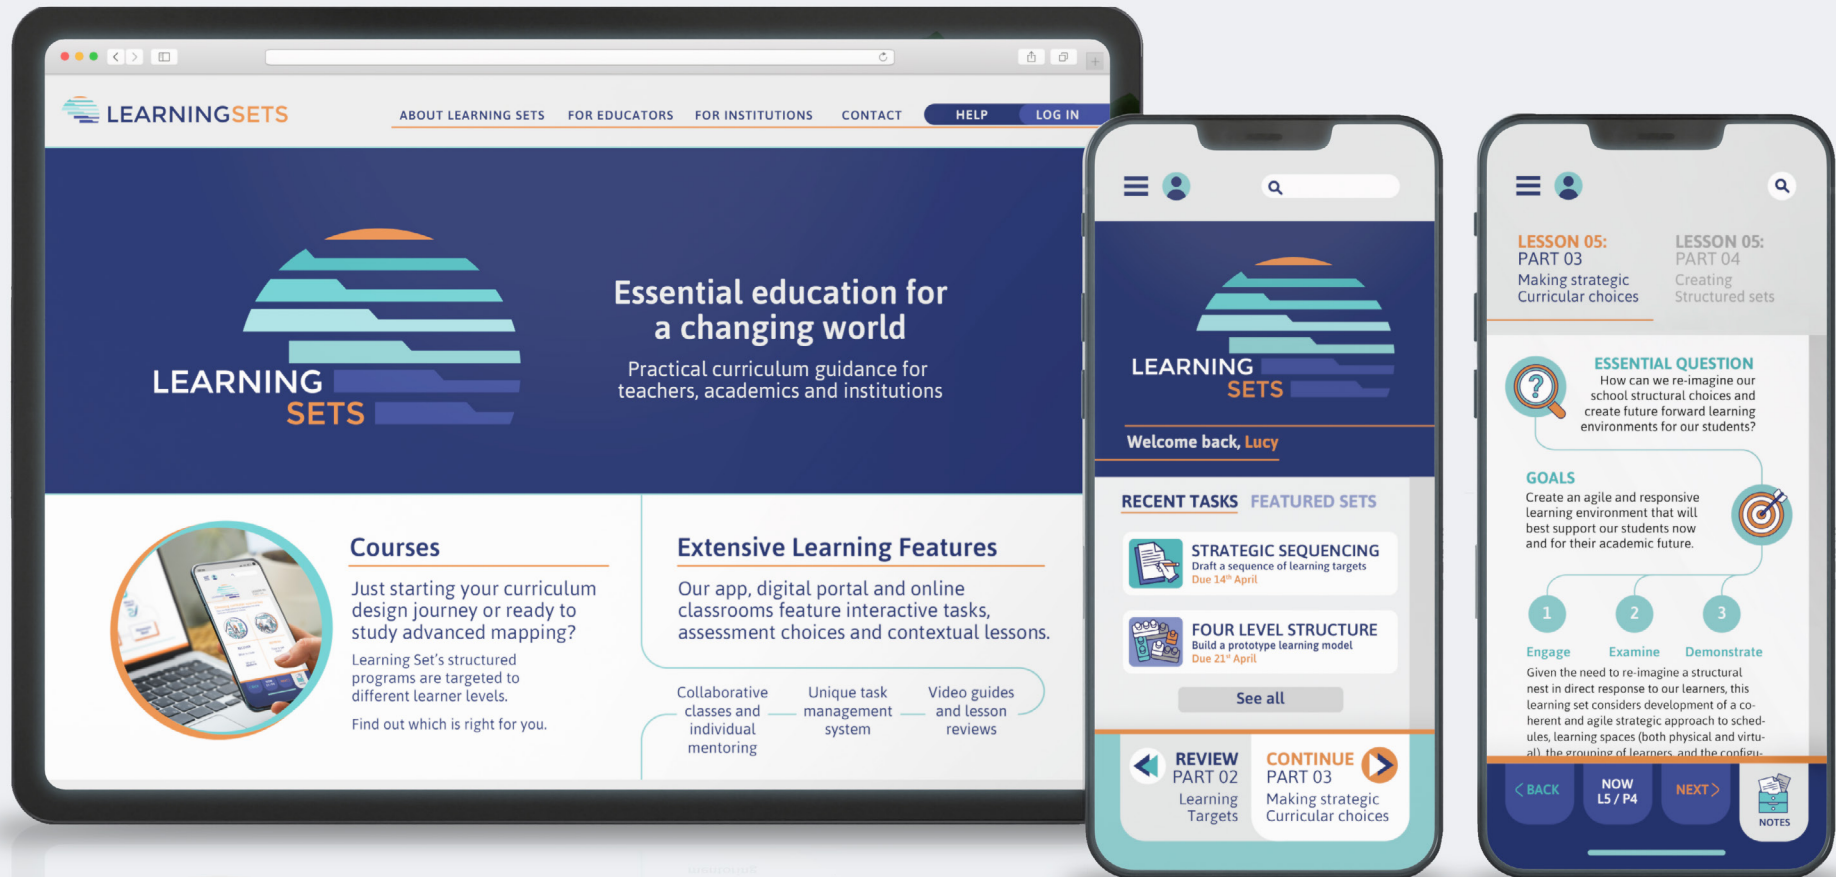 LEARNINGSETS
ABOUT LEARNING SETS FOR EDUCATORS FOR INSTITUTIONS CONTACT HELP LOG IN
LEARNING
SETS
Essential education for
a changing world
Practical curriculum guidance for
teachers, academics and institutions
Courses
Just starting your curriculum
design journey or ready to
study advanced mapping?
Learning Set's structured
programs are targeted to
different learner levels.
Find out which is right for you.
Extensive Learning Features
Our app, digital portal and online
classrooms feature interactive tasks,
assessment choices and contextual lessons.
Collaborative
classes and
individual
mentoring
Unique task
management
system
Video guides
and lesson
reviews
LEARNING
SETS
Welcome back, Lucy
RECENT TASKS FEATURED SETS
STRATEGIC SEQUENCING
Draft a sequence of learning targets
Due 14th April
FOUR LEVEL STRUCTURE
Build a prototype learning model
Due 21st April
See all
REVIEW
PART 02
Learning
Targets
CONTINUE
PART 03
Making strategic
Curricular choices
LESSON 05:
PART 03
Making strategic
Curricular choices
LESSON 05:
PART 04
Creating
Structured sets
ESSENTIAL QUESTION
How can we re-imagine our
school structural choices and
create future forward learning
environments for our students?
GOALS
Create an agile and responsive
learning environment that will
best support our students now
and for their academic future.
1 2 3
Engage Examine Demonstrate
Given the need to re-imagine a structural
nest in direct response to our learners, this
learning set considers development of a co-
herent and agile strategic approach to sched-
ules, learning spaces (both physical and virtu-
al), the grouping of learners, and the configu-
< BACK
NOW
L5 / P4
NEXT >
NOTES